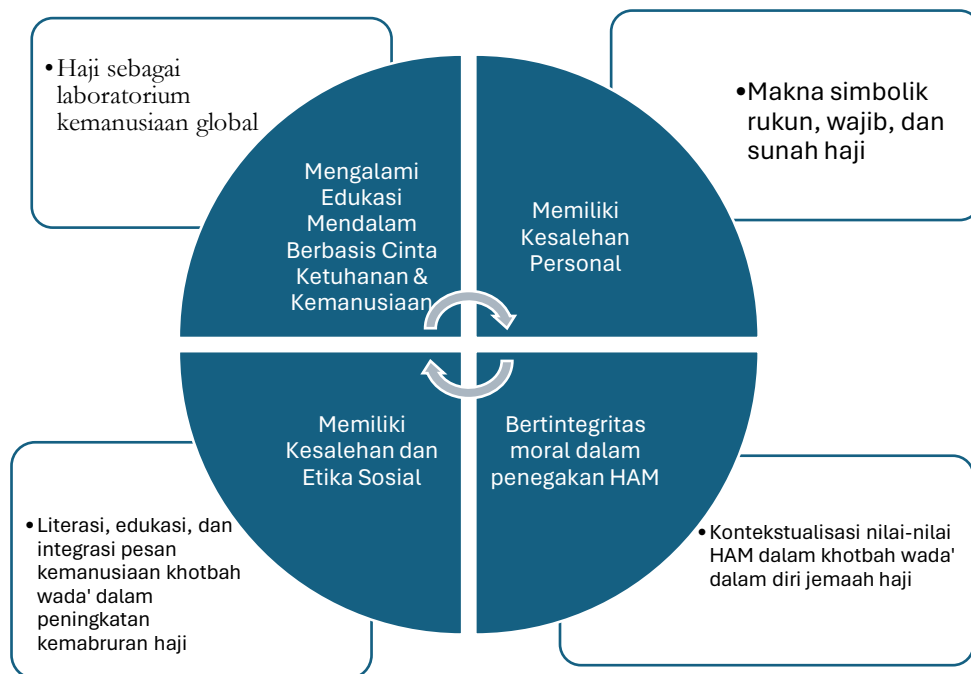 •Haji sebagai
laboratorium
kemanusiaan global
•Makna simbolik
rukun, wajib, dan
sunah haji
Mengalami
Edukasi
Mendalam
Berbasis Cinta
Ketuhanan &
Kemanusiaan
Memiliki
Kesalehan
Personal
Memiliki
Kesalehan dan
Etika Sosial
Bertintegritas
moral dalam
penegakan HAM
•Literasi, edukasi, dan
integrasi pesan
kemanusiaan khotbah
wada' dalam
peningkatan
kemabruran haji
•Kontekstualisasi nilai-nilai
HAM dalam khotbah wada'
dalam diri jemaah haji